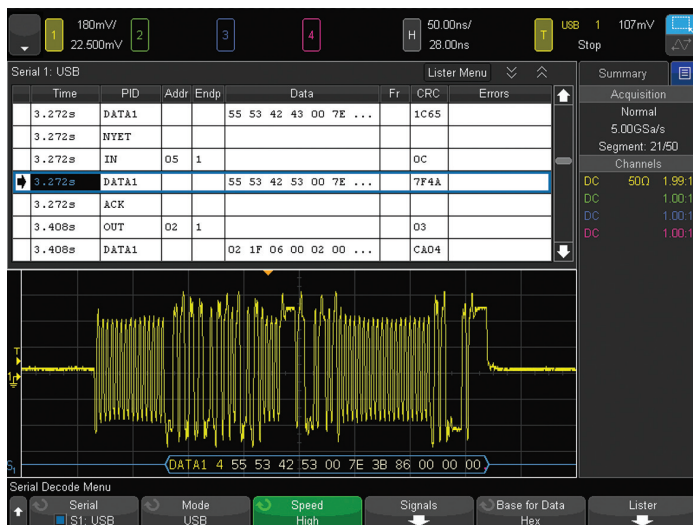 1 180mV/ 2 3 4 H 50.00ns/ T USB 1 107mV
22.500mV 28.00ns Stop
Serial 1: USB Lister Menu Summary
Time PID Addr Endp Data Fr CRC Errors Acquisition
3.272s DATA1 55 53 42 43 00 7E ... 1C65 Normal
3.272s NYET 5.00GSa/s
3.272s IN 05 1 0C Segment: 21/50
Channels
3.272s DATA1 55 53 42 53 00 7E ... 7F4A DC 50Ω 1.99:1
3.272s ACK DC 1.00:1
3.408s OUT 02 1 03 DC 1.00:1
3.408s DATA1 02 1F 06 00 02 00 ... CA04 DC 1.00:1
T
1
S1 DATA1 4 55 53 42 53 00 7E 3B 86 00 00 00
Serial Decode Menu
Serial Mode Speed Signals Base for Data Lister
S1: USB USB High Hex